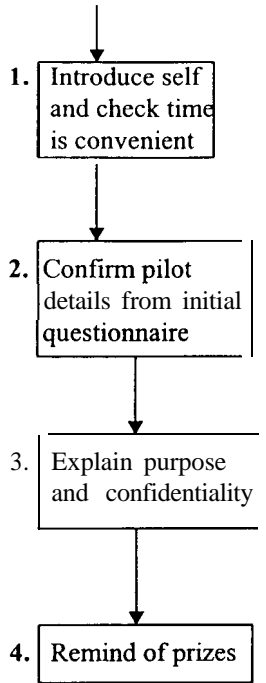 1. Introduce self
and check time
is convenient
2. Confirm pilot
details from initial
questionnaire
3. Explain purpose
and confidentiality
4. Remind of prizes